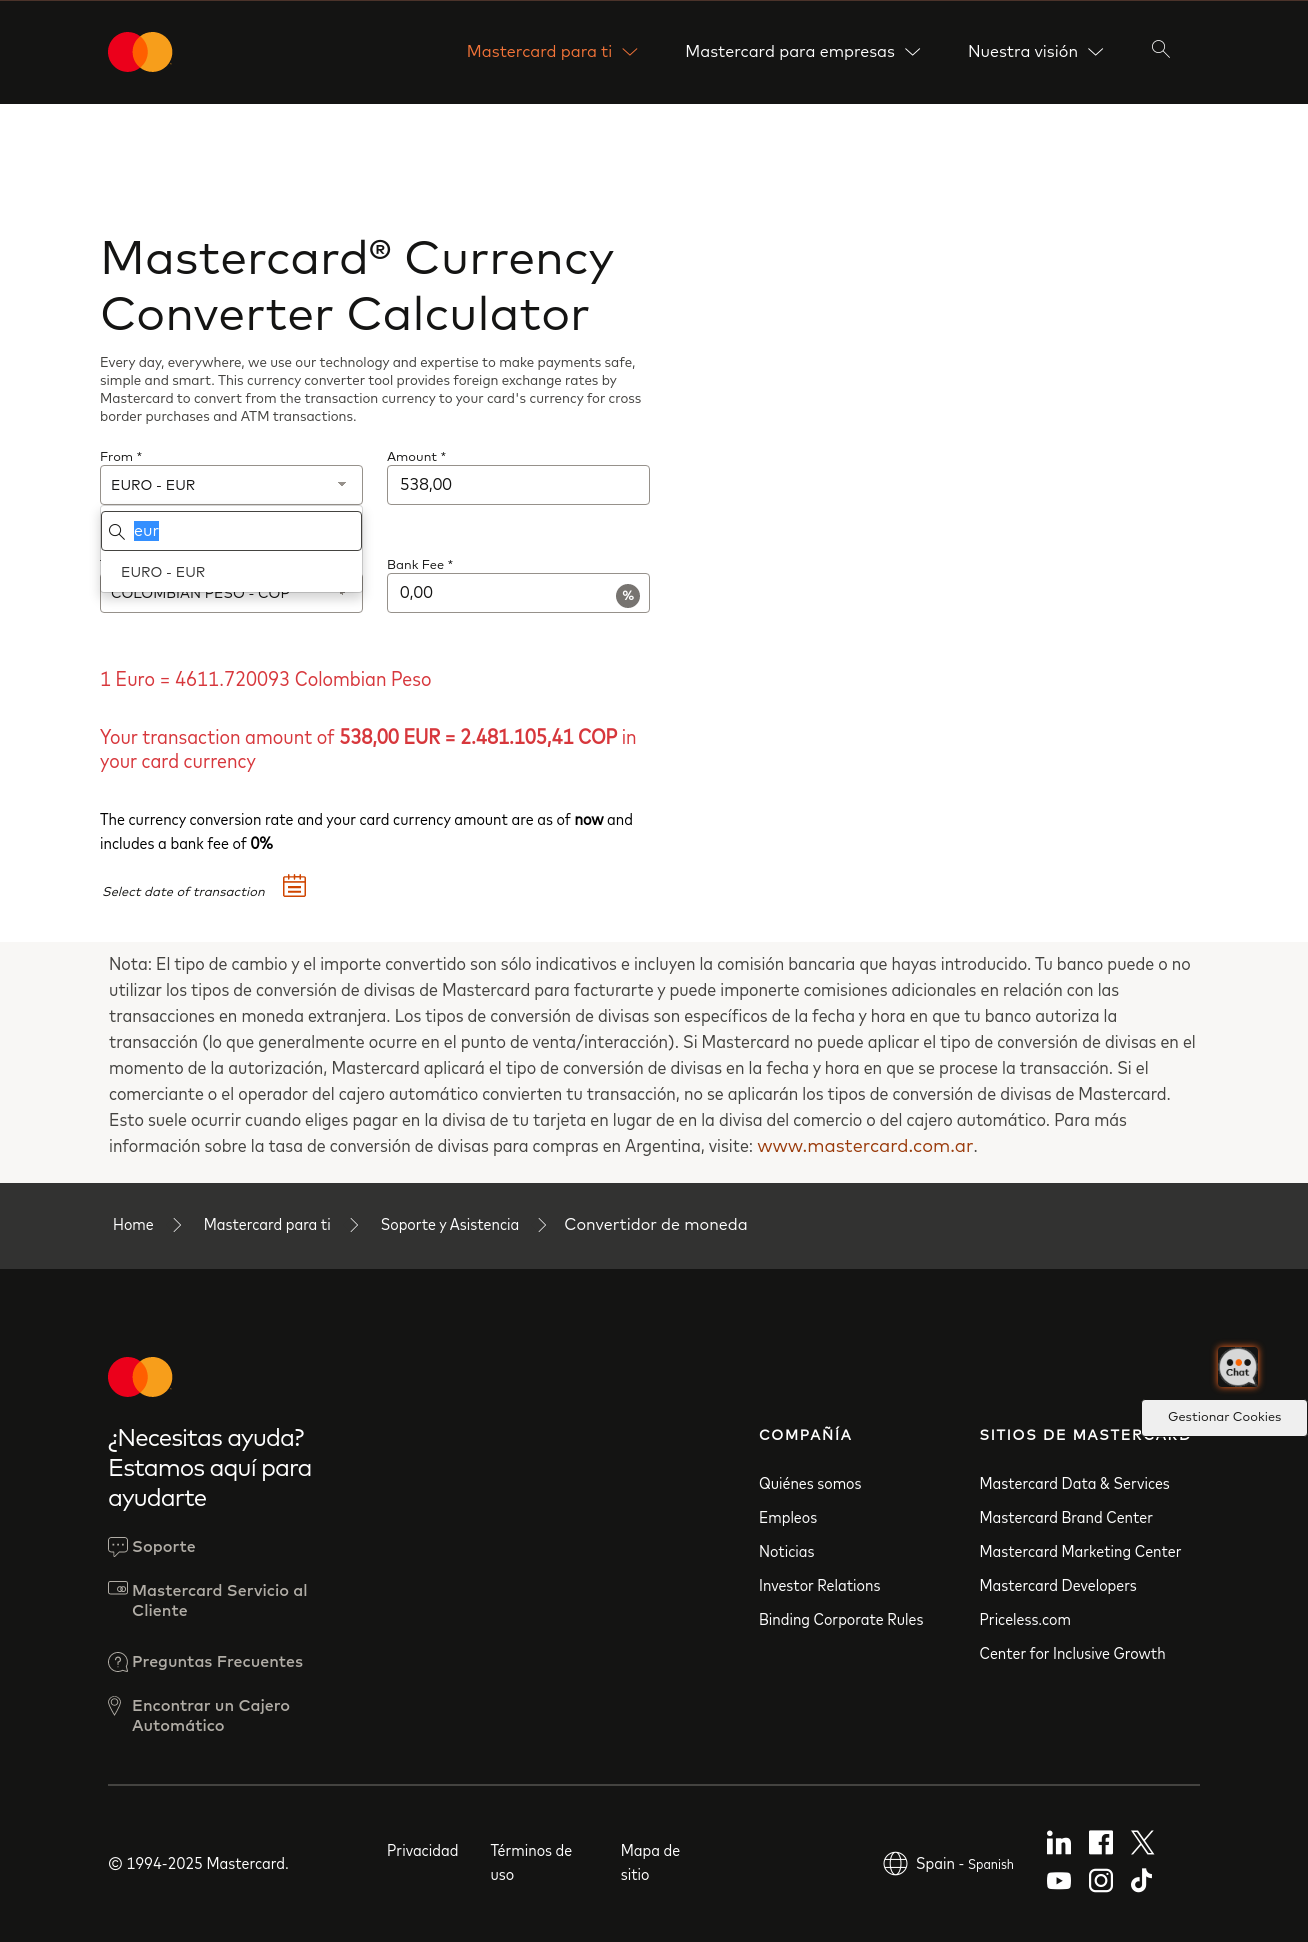 Mastercard para ti
Mastercard para empresas
Nuestra visión
Mastercard® Currency
Converter Calculator
Every day, everywhere, we use our technology and expertise to make payments safe,
simple and smart. This currency converter tool provides foreign exchange rates by
Mastercard to convert from the transaction currency to your card's currency for cross
border purchases and ATM transactions.
From *
Amount *
EURO - EUR
538,00
eur
EURO - EUR
Bank Fee *
COLOMBIAN PESO - COP
0,00
%
1 Euro = 4611.720093 Colombian Peso
Your transaction amount of 538,00 EUR = 2.481.105,41 COP in
your card currency
The currency conversion rate and your card currency amount are as of now and
includes a bank fee of 0%
Select date of transaction
Nota: El tipo de cambio y el importe convertido son sólo indicativos e incluyen la comisión bancaria que hayas introducido. Tu banco puede o no
utilizar los tipos de conversión de divisas de Mastercard para facturarte y puede imponerte comisiones adicionales en relación con las
transacciones en moneda extranjera. Los tipos de conversión de divisas son específicos de la fecha y hora en que tu banco autoriza la
transacción (lo que generalmente ocurre en el punto de venta/interacción). Si Mastercard no puede aplicar el tipo de conversión de divisas en el
momento de la autorización, Mastercard aplicará el tipo de conversión de divisas en la fecha y hora en que se procese la transacción. Si el
comerciante o el operador del cajero automático convierten tu transacción, no se aplicarán los tipos de conversión de divisas de Mastercard.
Esto suele ocurrir cuando eliges pagar en la divisa de tu tarjeta en lugar de en la divisa del comercio o del cajero automático. Para más
información sobre la tasa de conversión de divisas para compras en Argentina, visite: www.mastercard.com.ar.
Home
Mastercard para ti
Soporte y Asistencia
Convertidor de moneda
Chat
Gestionar Cookies
¿Necesitas ayuda?
Estamos aquí para
ayudarte
Soporte
Mastercard Servicio al
Cliente
Preguntas Frecuentes
Encontrar un Cajero
Automático
COMPAÑÍA
Quiénes somos
Empleos
Noticias
Investor Relations
Binding Corporate Rules
SITIOS DE MASTERCARD
Mastercard Data & Services
Mastercard Brand Center
Mastercard Marketing Center
Mastercard Developers
Priceless.com
Center for Inclusive Growth
© 1994-2025 Mastercard.
Privacidad
Términos de
uso
Mapa de
sitio
Spain - Spanish